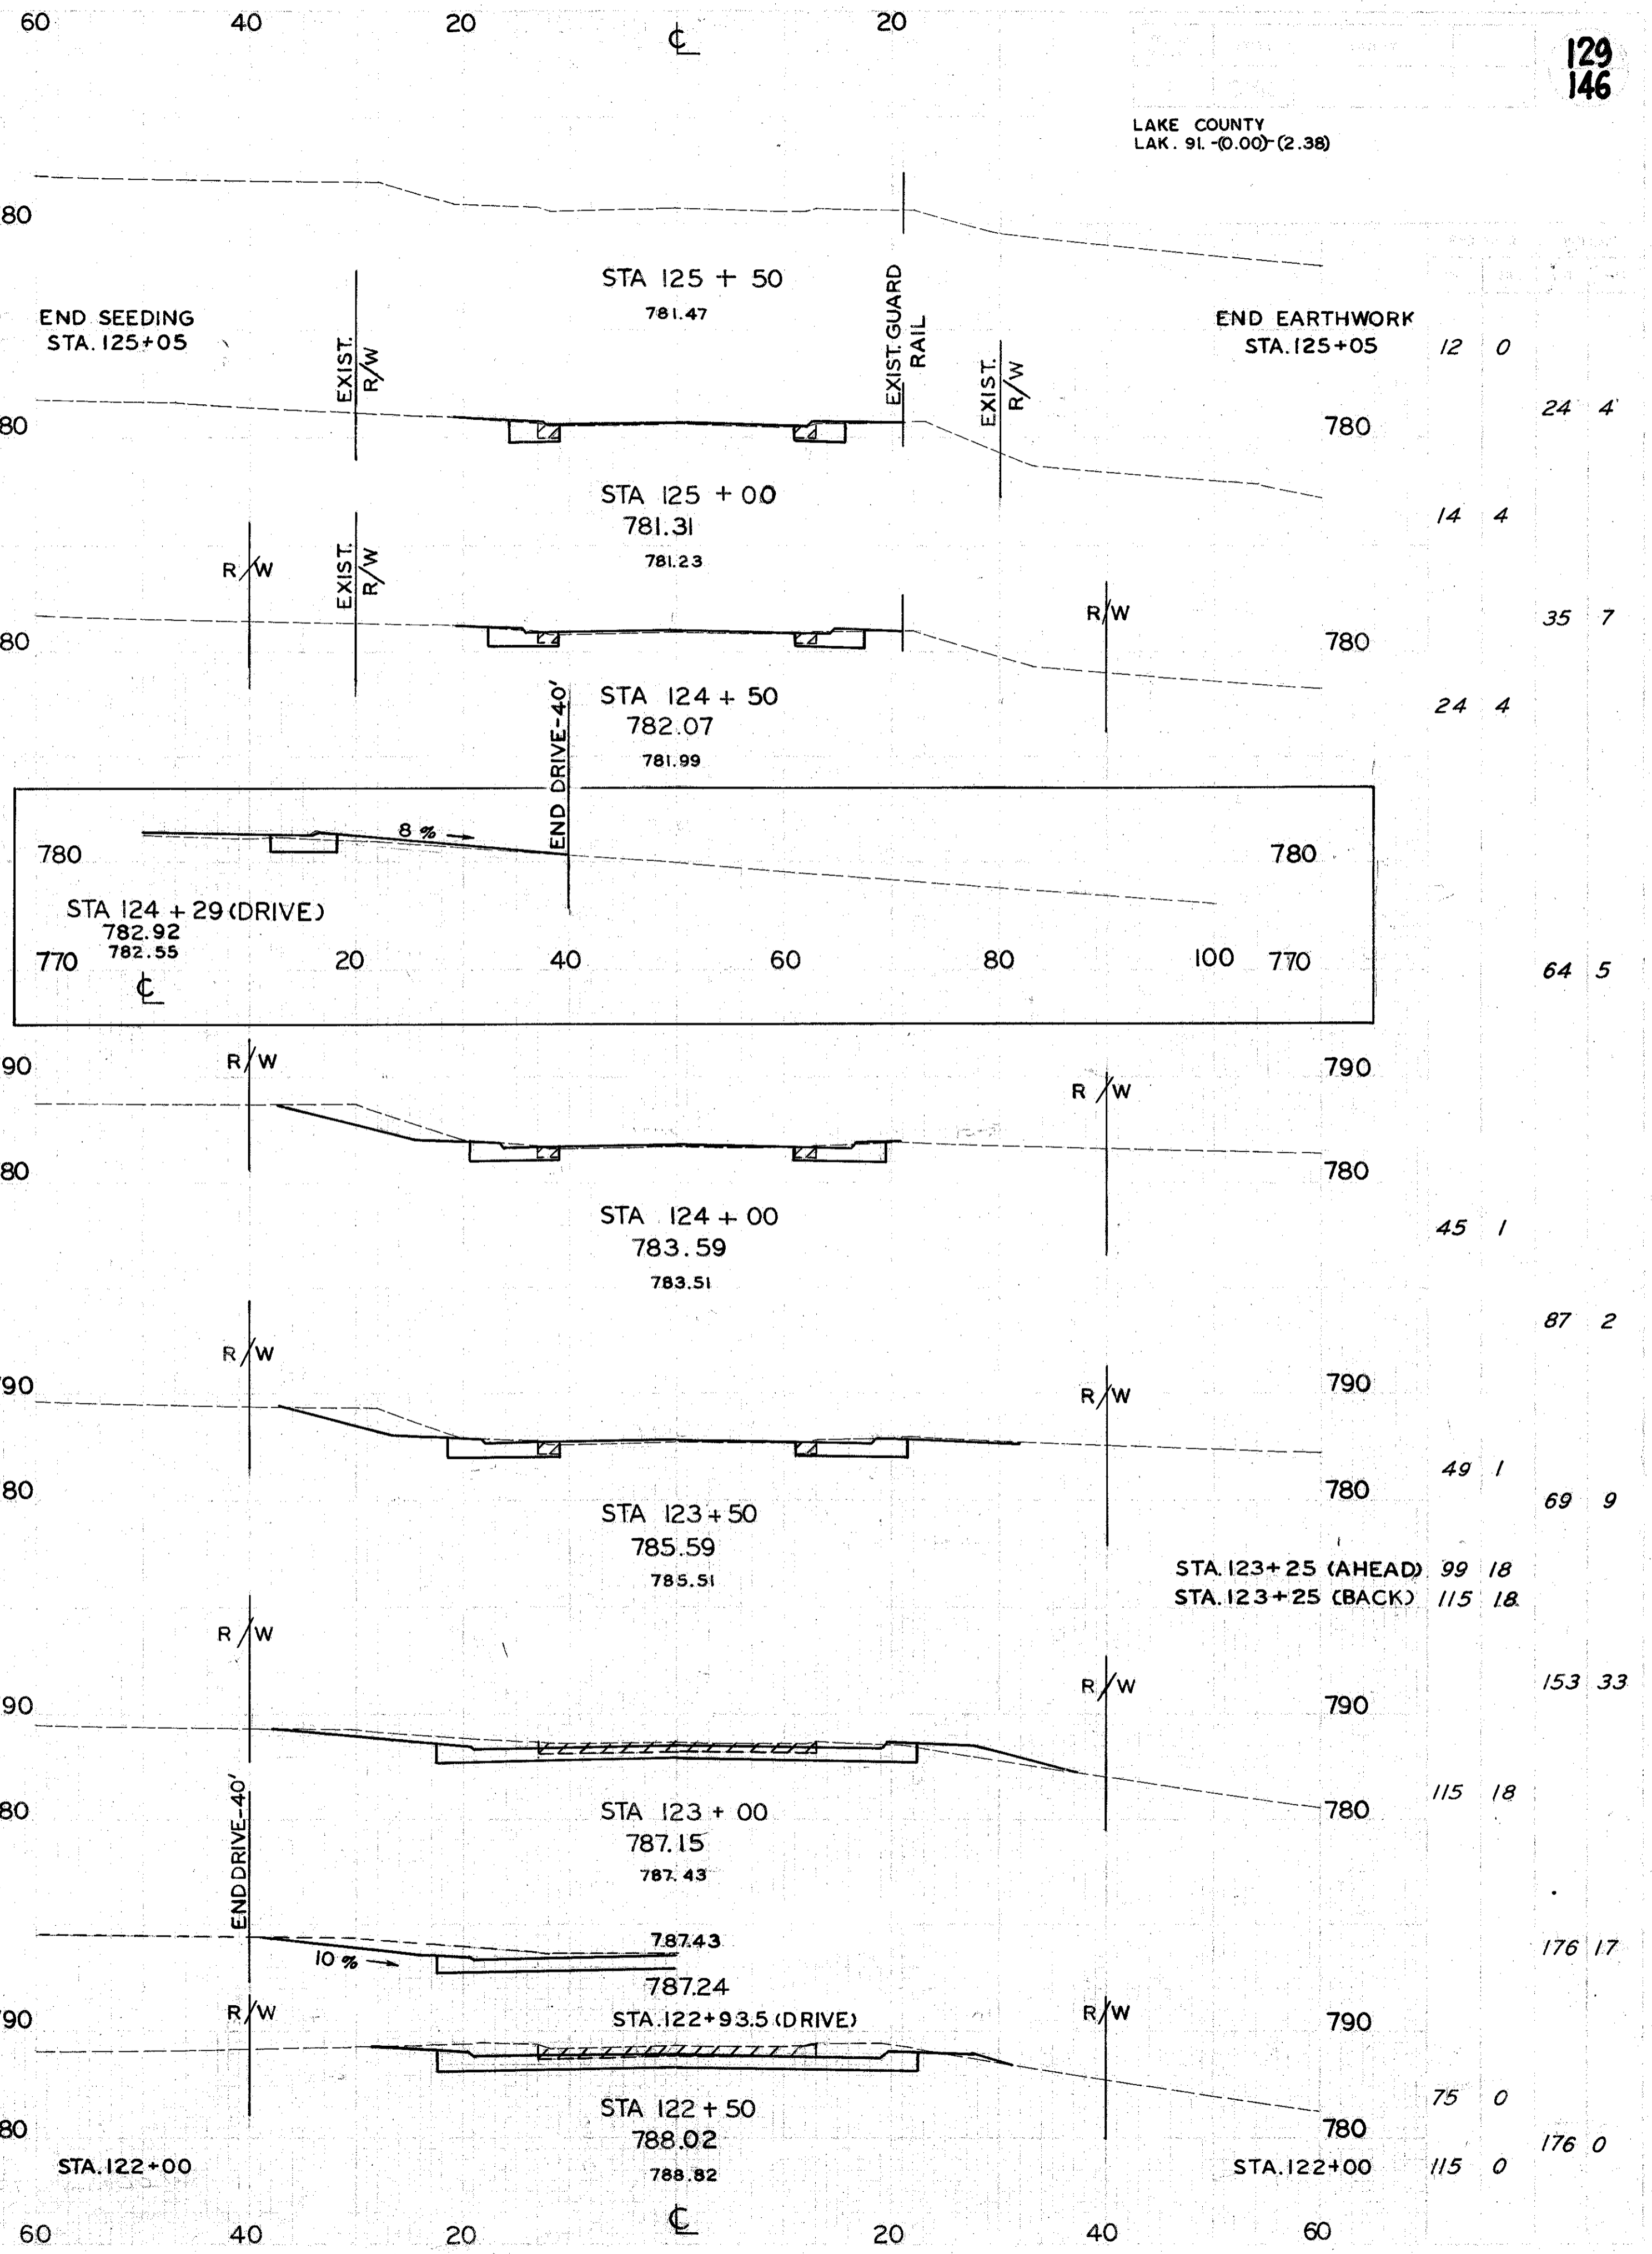 60 40 20 ℄ 20
129
146
LAKE COUNTY
LAK. 91.-(0.00)-(2.38)
80
STA 125 + 50
781.47
END SEEDING
STA. 125+05
EXIST.
R/W
EXIST. GUARD
RAIL
EXIST.
R/W
END EARTHWORK
STA. 125+05 12 0
24 4
80 780
STA 125 + 00
781.31
781.23
14 4
R/W
EXIST.
R/W
R/W
35 7
80 780
STA 124 + 50
782.07
781.99
24 4
END DRIVE-40'
8 %
780 780
STA 124 + 29 (DRIVE)
782.92
782.55
770 20 40 60 80 100 770
℄
64 5
R/W
90 790
R/W
80 780
STA 124 + 00
783.59
783.51
45 1
87 2
R/W
90 790
R/W
49 1
80 780
69 9
STA 123 + 50
785.59
785.51
STA. 123+25 (AHEAD) 99 18
STA. 123+25 (BACK) 115 18
R/W
153 33
R/W
90 790
115 18
80 780
STA 123 + 00
787.15
787.43
END DRIVE-40'
10 %
787.43
176 17
787.24
R/W
STA. 122+93.5 (DRIVE)
R/W
90 790
75 0
STA 122 + 50
788.02
788.82
80 780
176 0
STA. 122+00
STA. 122+00 115 0
60 40 20 ℄ 20 40 60